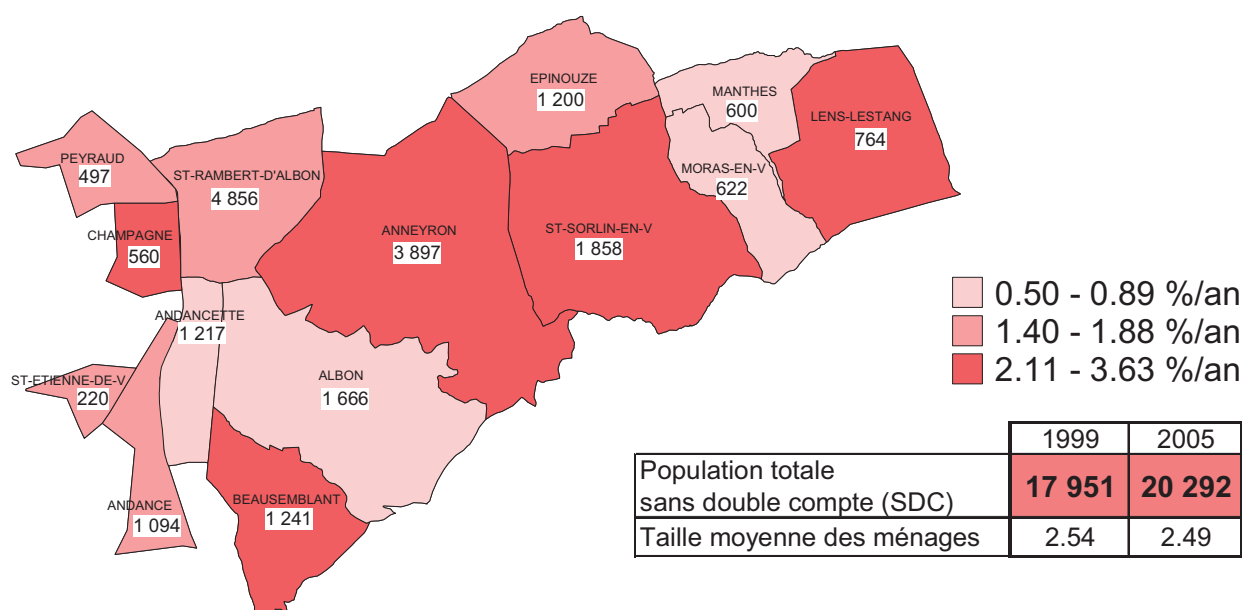 EPINOUZE
1 200
MANTHES
600
LENS-LESTANG
764
PEYRAUD
497
ST-RAMBERT-D'ALBON
4 856
MORAS-EN-V
622
CHAMPAGNE
560
ANNEYRON
3 897
ST-SORLIN-EN-V
1 858
ANDANCETTE
1 217
ST-ETIENNE-DE-V
220
ALBON
1 666
ANDANCE
1 094
BEAUSEMBLANT
1 241
0.50 - 0.89 %/an
1.40 - 1.88 %/an
2.11 - 3.63 %/an
1999 2005
Population totale
sans double compte (SDC) 17 951 20 292
Taille moyenne des ménages 2.54 2.49